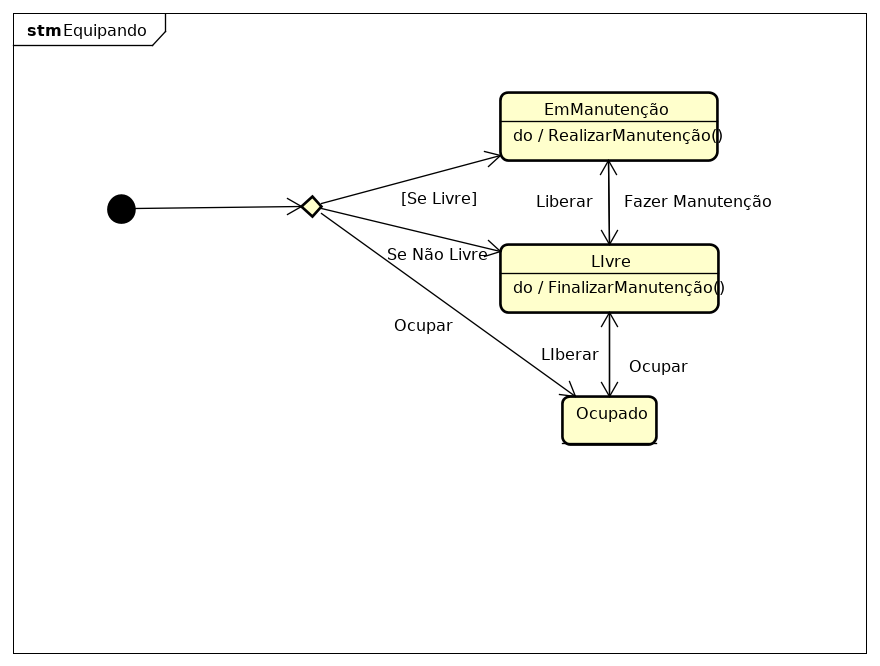 stm Equipando
EmManutenção
do / RealizarManutenção()
[Se Livre]
Liberar
Fazer Manutenção
Se Não Livre
LIvre
do / FinalizarManutenção()
Ocupar
LIberar
Ocupar
Ocupado